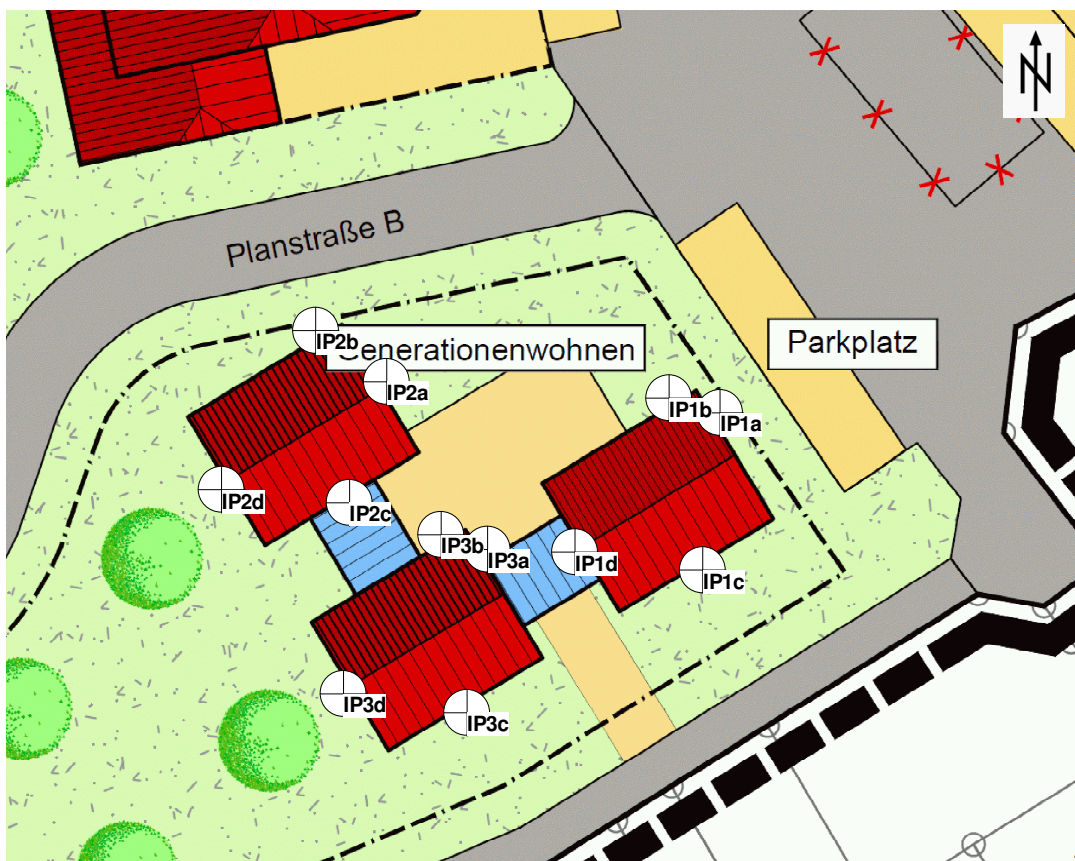 N
Planstraße B
IP2b
Generationenwohnen
Parkplatz
IP2a
IP1b
IP1a
IP2d
IP2c
IP3b
IP3a
IP1d
IP1c
IP3d
IP3c